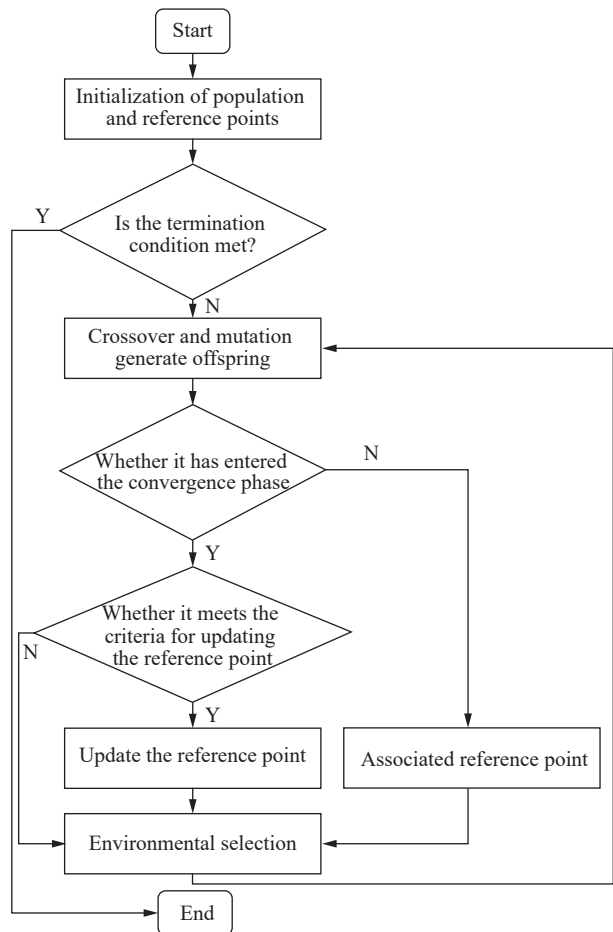 Start
Initialization of population
and reference points
Y
Is the termination
condition met?
N
Crossover and mutation
generate offspring
Whether it has entered
the convergence phase
N
Y
Whether it meets the
criteria for updating
the reference point
N
Y
Update the reference point
Associated reference point
Environmental selection
End